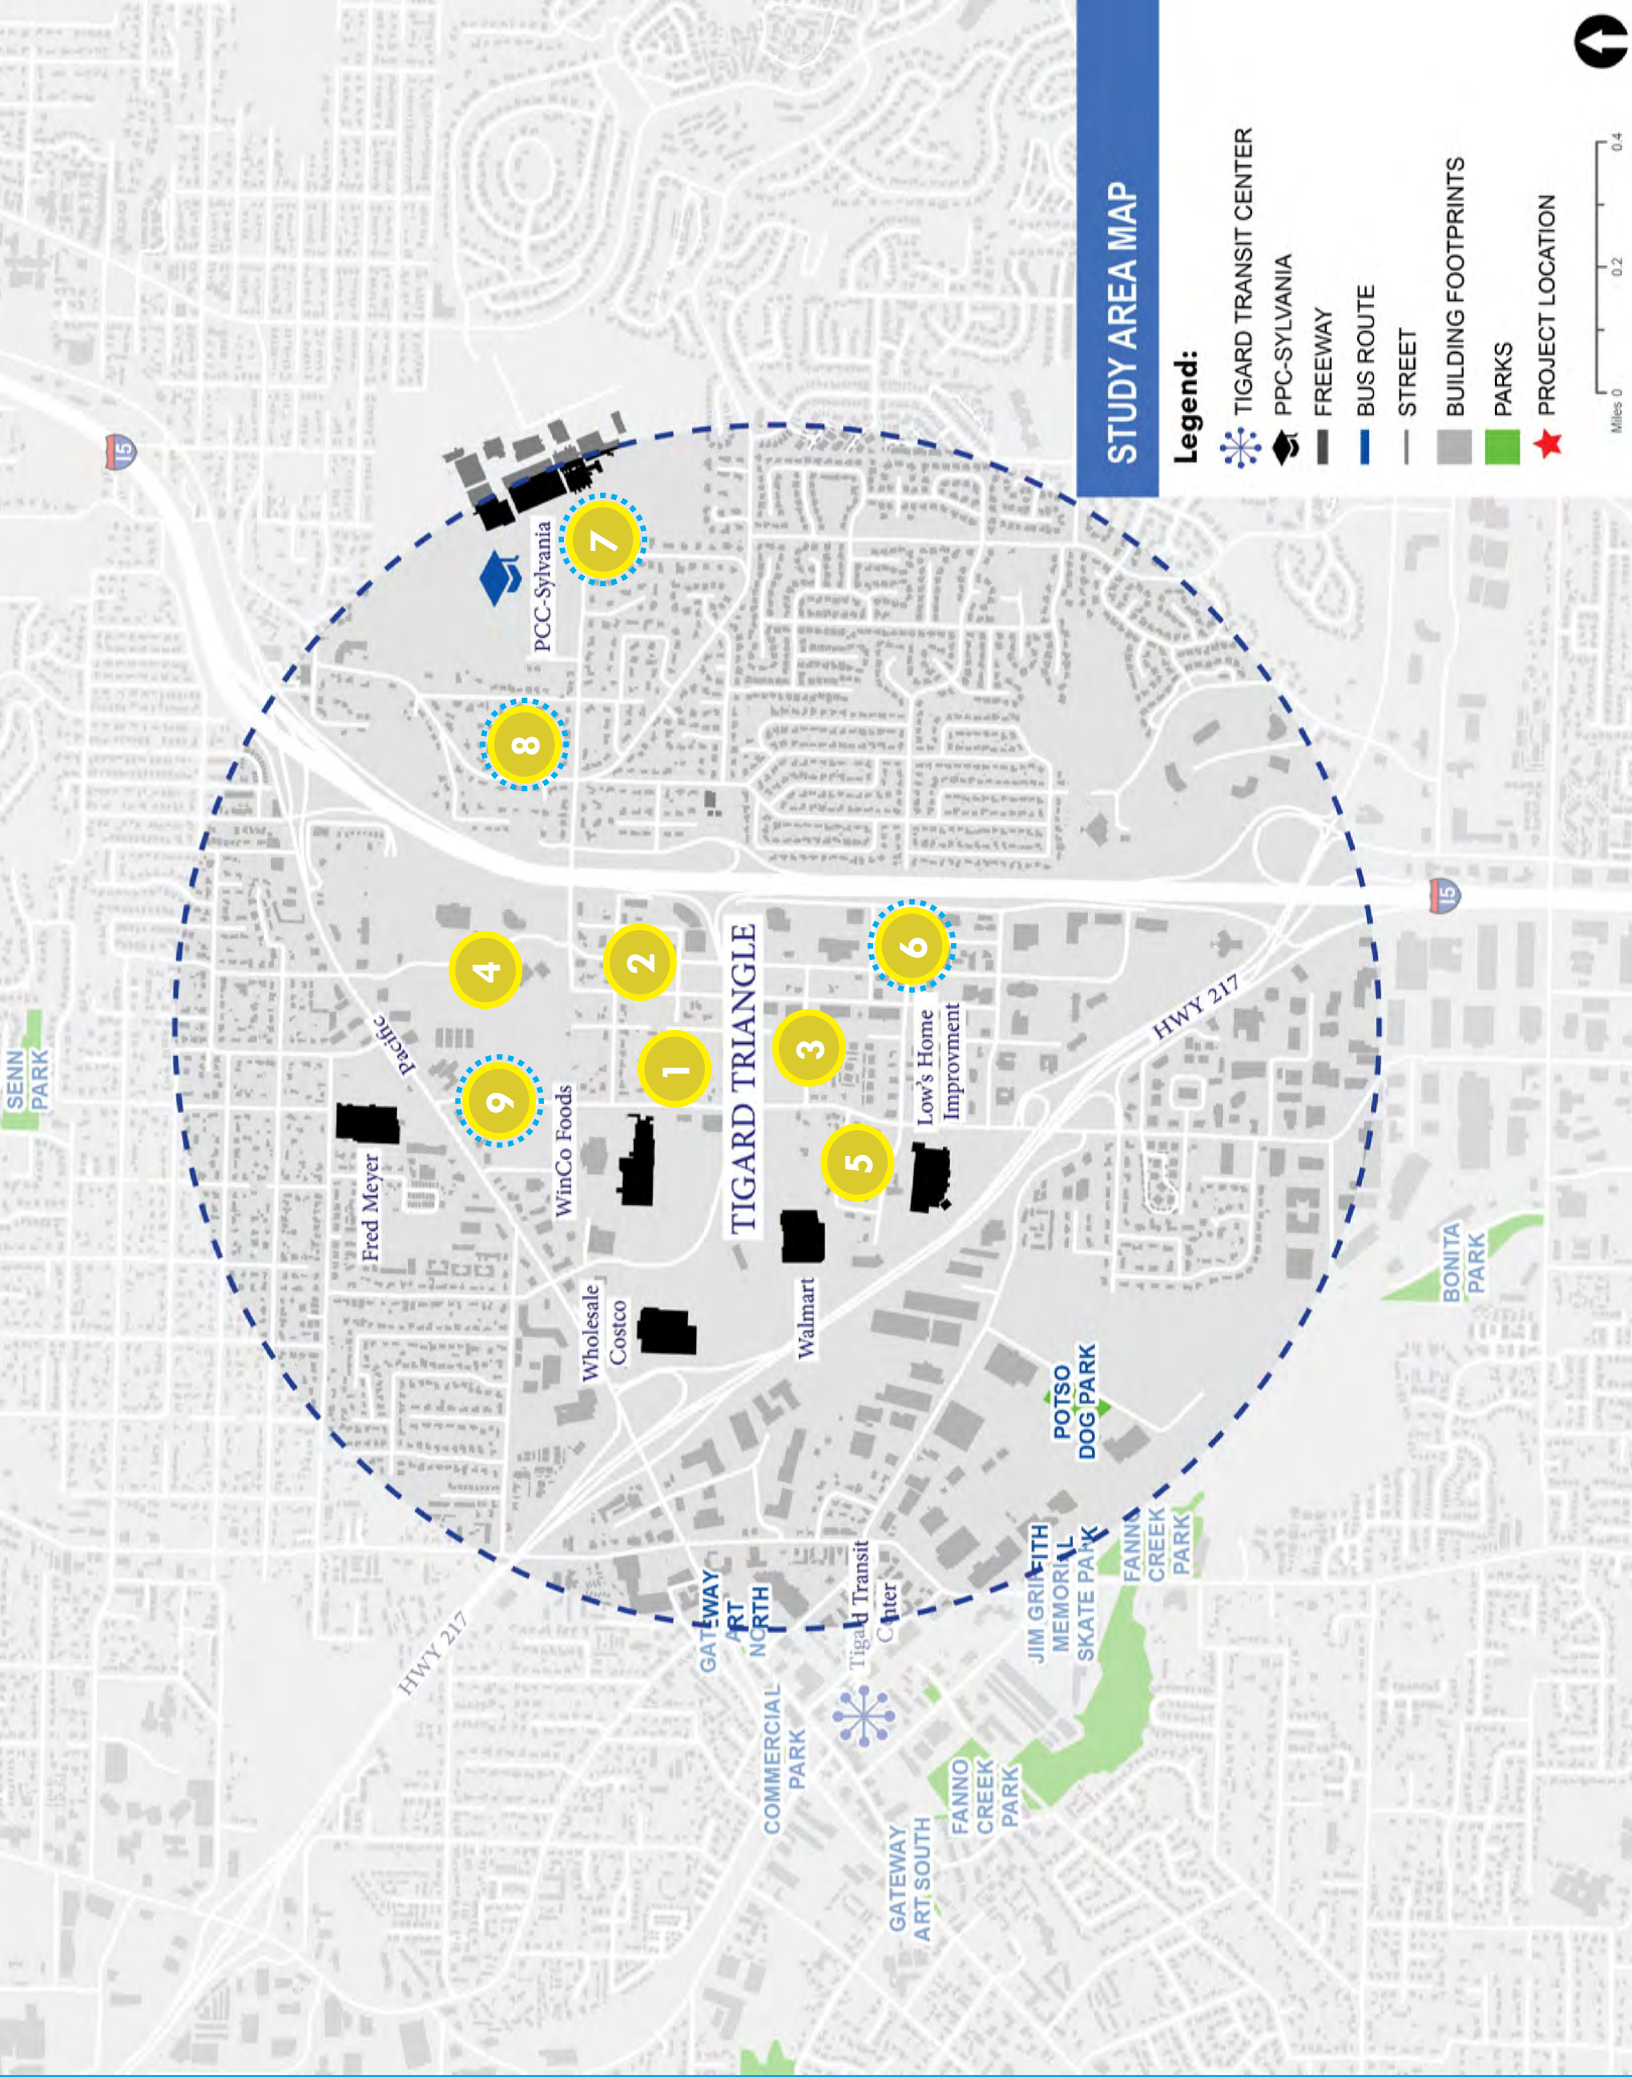 SENN
PARK
15
Pacific
Fred Meyer
HWY 217
4
9
8
PCC-Sylvania
7
WinCo Foods
2
1
Wholesale
Costco
TIGARD TRIANGLE
3
5
6
Walmart
Low's Home
Improvment
HWY 217
GATEWAY
ART
NORTH
Tigard Transit
Center
COMMERCIAL
PARK
POTSO
DOG PARK
JIM GRIFFITH
MEMORIAL
SKATE PARK
FANNO
CREEK
PARK
FANNO
CREEK
PARK
GATEWAY
ART SOUTH
BONITA
PARK
15
STUDY AREA MAP
Legend:
TIGARD TRANSIT CENTER
PPC-SYLVANIA
FREEWAY
BUS ROUTE
STREET
BUILDING FOOTPRINTS
PARKS
PROJECT LOCATION
Miles 0 0.2 0.4